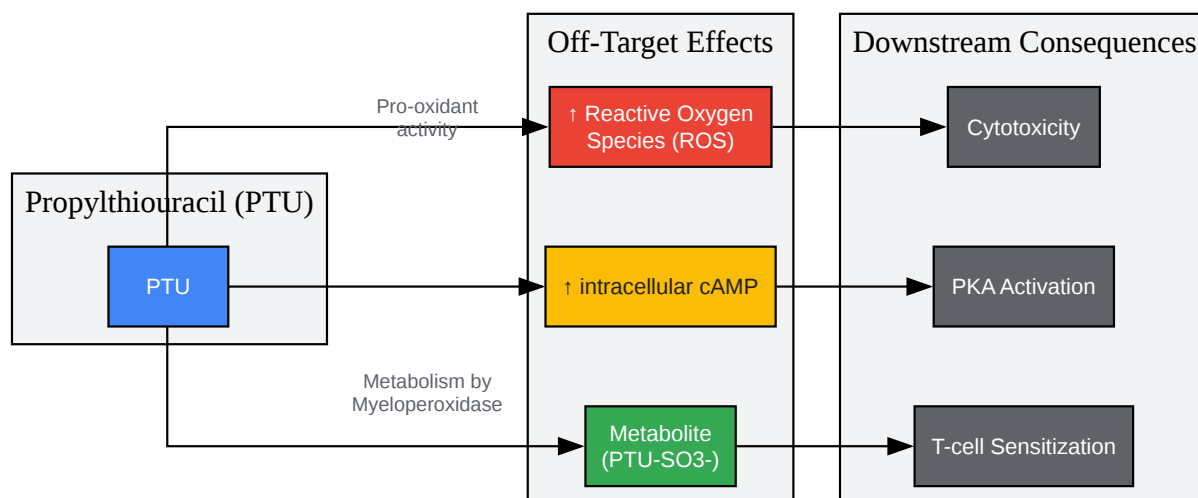 Off-Target Effects
Downstream Consequences
Pro-oxidant
activity
↑ Reactive Oxygen
Species (ROS)
Cytotoxicity
Propylthiouracil (PTU)
PTU
↑ intracellular cAMP
PKA Activation
Metabolism by
Myeloperoxidase
Metabolite
(PTU-SO3-)
T-cell Sensitization